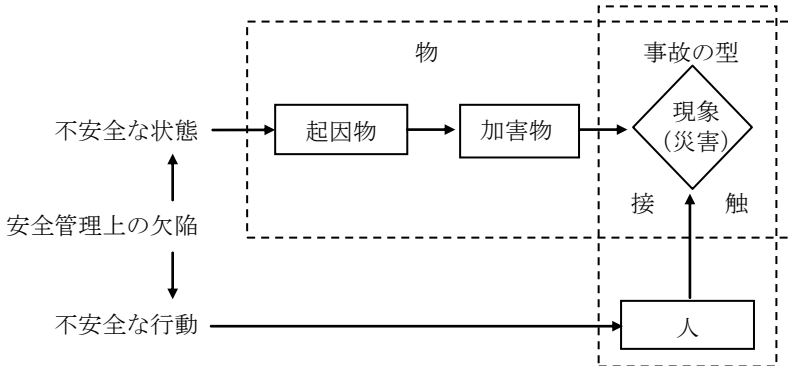 物
事故の型
不安全な状態
起因物
加害物
現象
（災害）
接 触
安全管理上の欠陥
不安全な行動
人